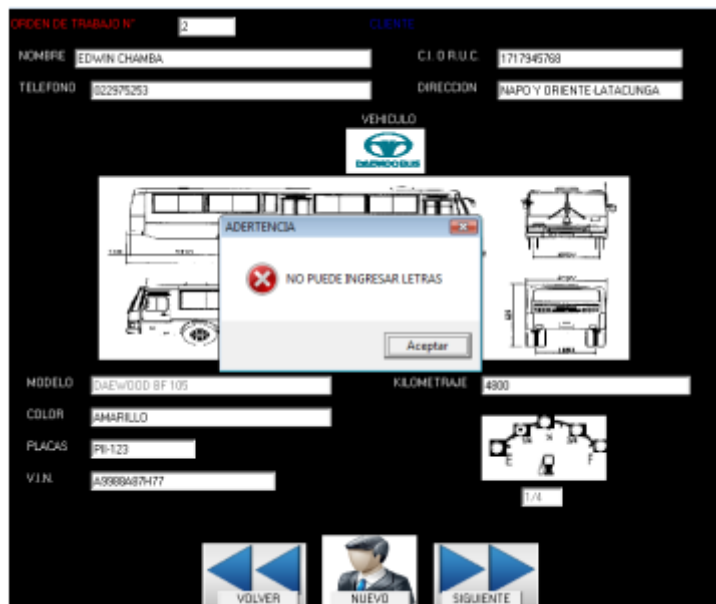 ORDEN DE TRABAJO Nº 2 CLIENTE
NOMBRE EDWIN CHAMBA C.I. O R.U.C. 1717945768
TELEFONO 022975253 DIRECCION NAPO Y ORIENTE-LATACUNGA
VEHICULO
DAEWOO BUS
ADERTENCIA
NO PUEDE INGRESAR LETRAS
Aceptar
MODELO DAEWOOD BF 105 KILOMETRAJE 4800
COLOR AMARILLO
PLACAS PII-123
V.I.N. A9988A87H77
E F
1/4
VOLVER NUEVO SIGUIENTE